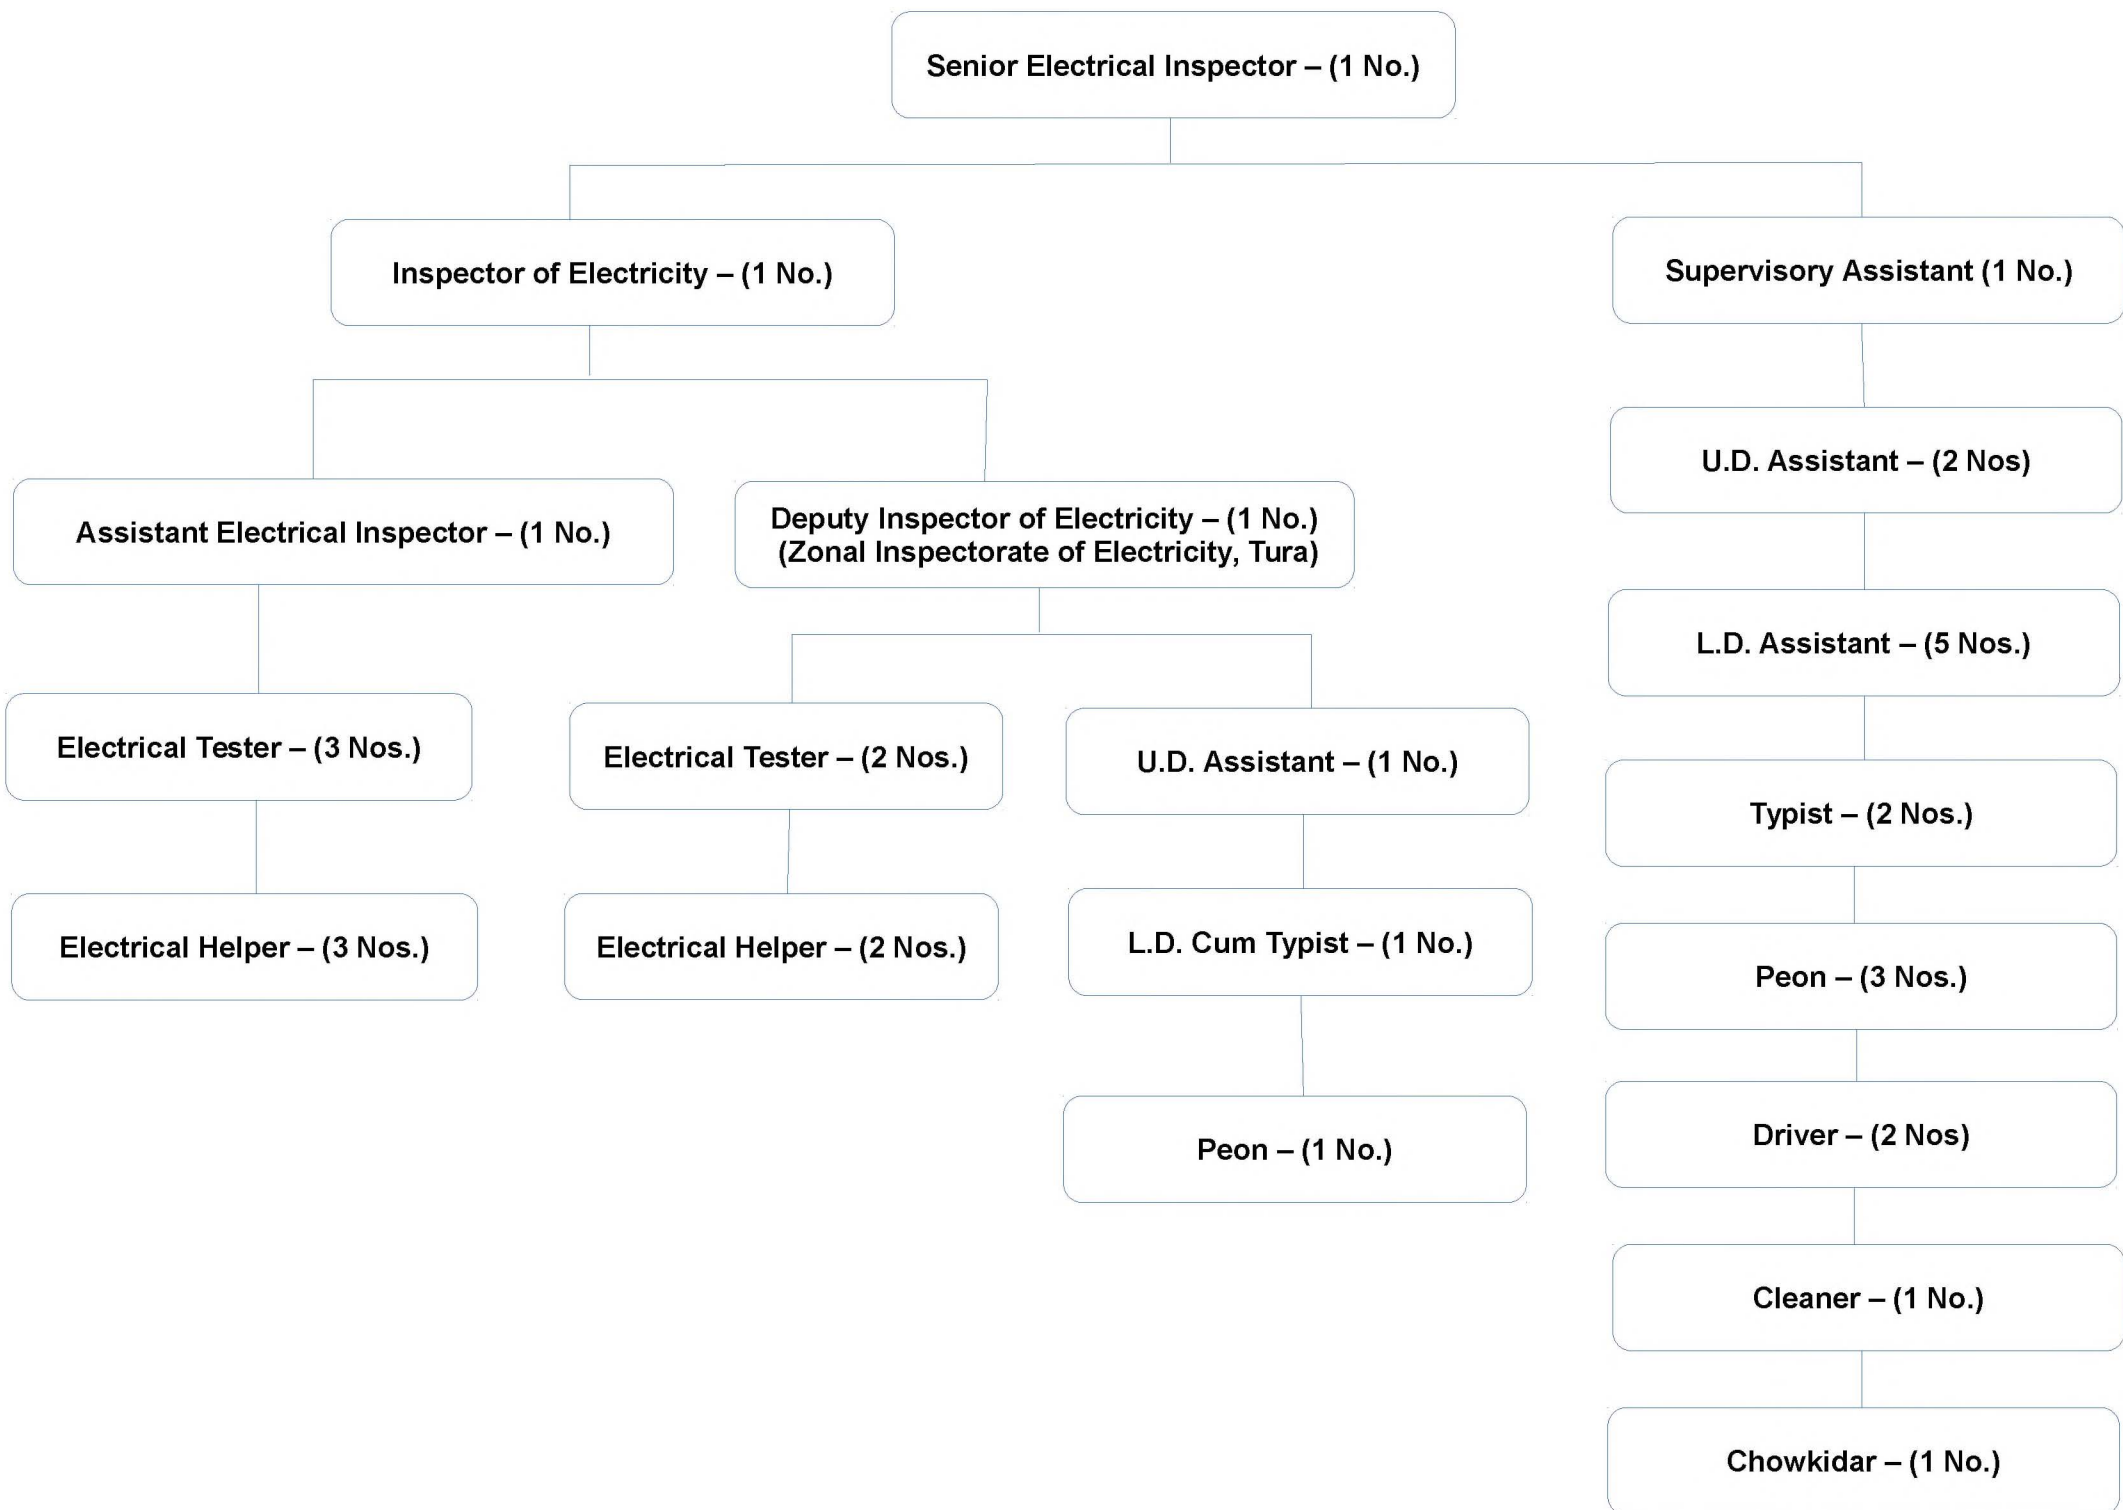 Senior Electrical Inspector – (1 No.)
Inspector of Electricity – (1 No.)
Supervisory Assistant (1 No.)
U.D. Assistant – (2 Nos)
Assistant Electrical Inspector – (1 No.)
Deputy Inspector of Electricity – (1 No.)
(Zonal Inspectorate of Electricity, Tura)
L.D. Assistant – (5 Nos.)
Electrical Tester – (3 Nos.)
Electrical Tester – (2 Nos.)
U.D. Assistant – (1 No.)
Typist – (2 Nos.)
Electrical Helper – (3 Nos.)
Electrical Helper – (2 Nos.)
L.D. Cum Typist – (1 No.)
Peon – (3 Nos.)
Peon – (1 No.)
Driver – (2 Nos)
Cleaner – (1 No.)
Chowkidar – (1 No.)